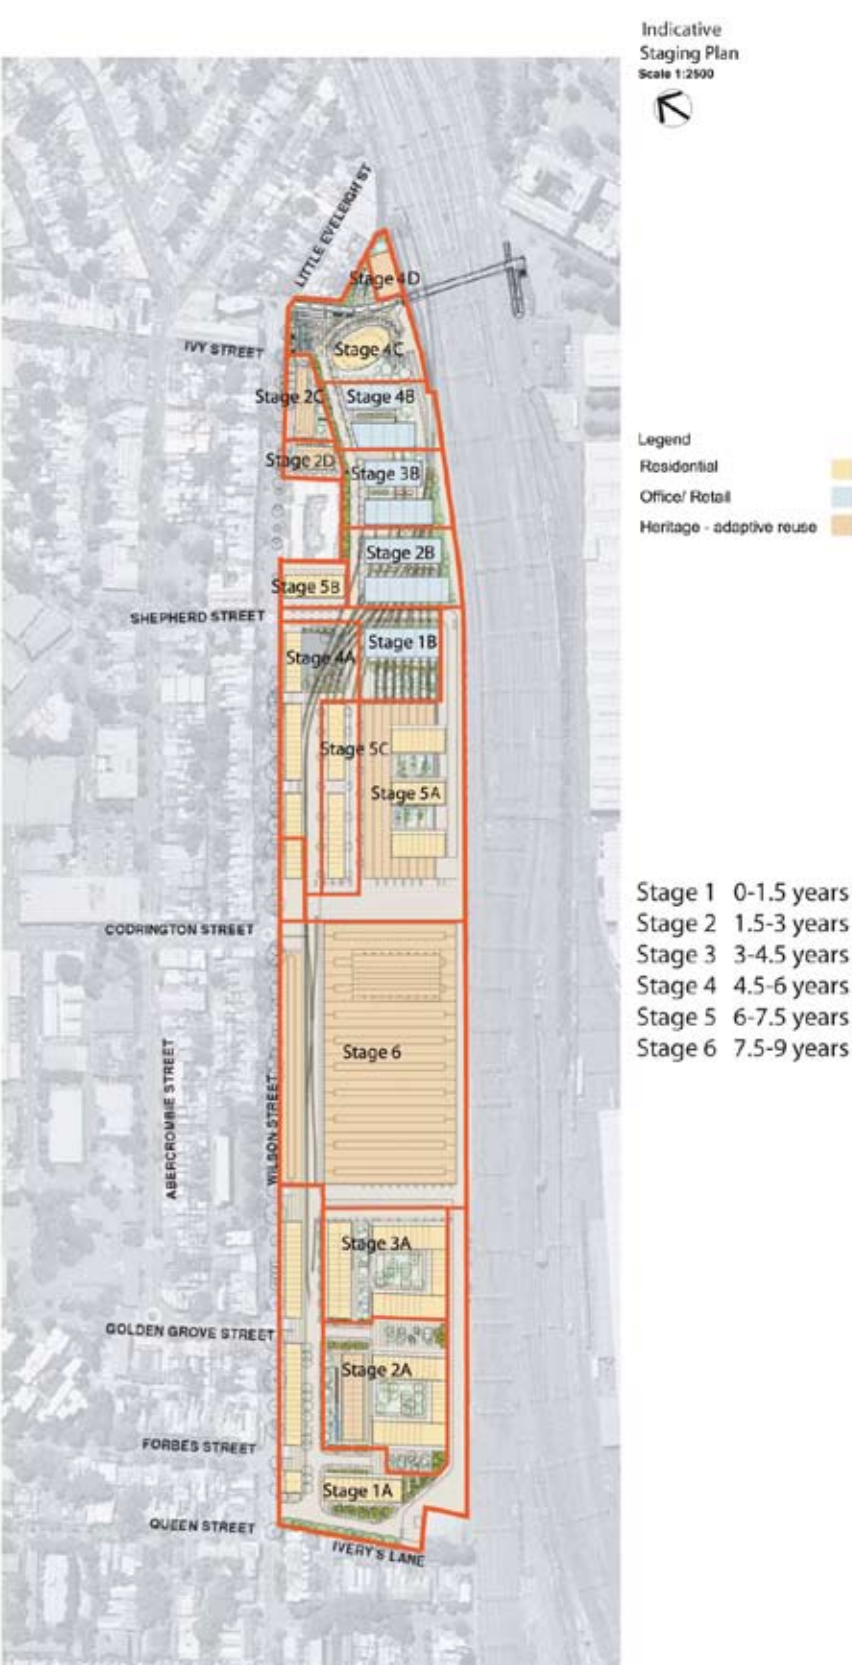 Indicative
Staging Plan
Scale 1:2500
LITTLE EVELEIGH ST
Stage 4D
IVY STREET
Stage 4C
Stage 2C
Stage 4B
Stage 2D
Stage 3B
Stage 2B
Stage 5B
SHEPHERD STREET
Stage 1B
Stage 4A
Stage 5C
Stage 5A
CODRINGTON STREET
Stage 6
ABERCROMBIE STREET
WILSON STREET
Stage 3A
GOLDEN GROVE STREET
Stage 2A
FORBES STREET
Stage 1A
QUEEN STREET
IVERY'S LANE
Legend
Residential
Office/ Retail
Heritage - adaptive reuse
Stage 1 0-1.5 years
Stage 2 1.5-3 years
Stage 3 3-4.5 years
Stage 4 4.5-6 years
Stage 5 6-7.5 years
Stage 6 7.5-9 years